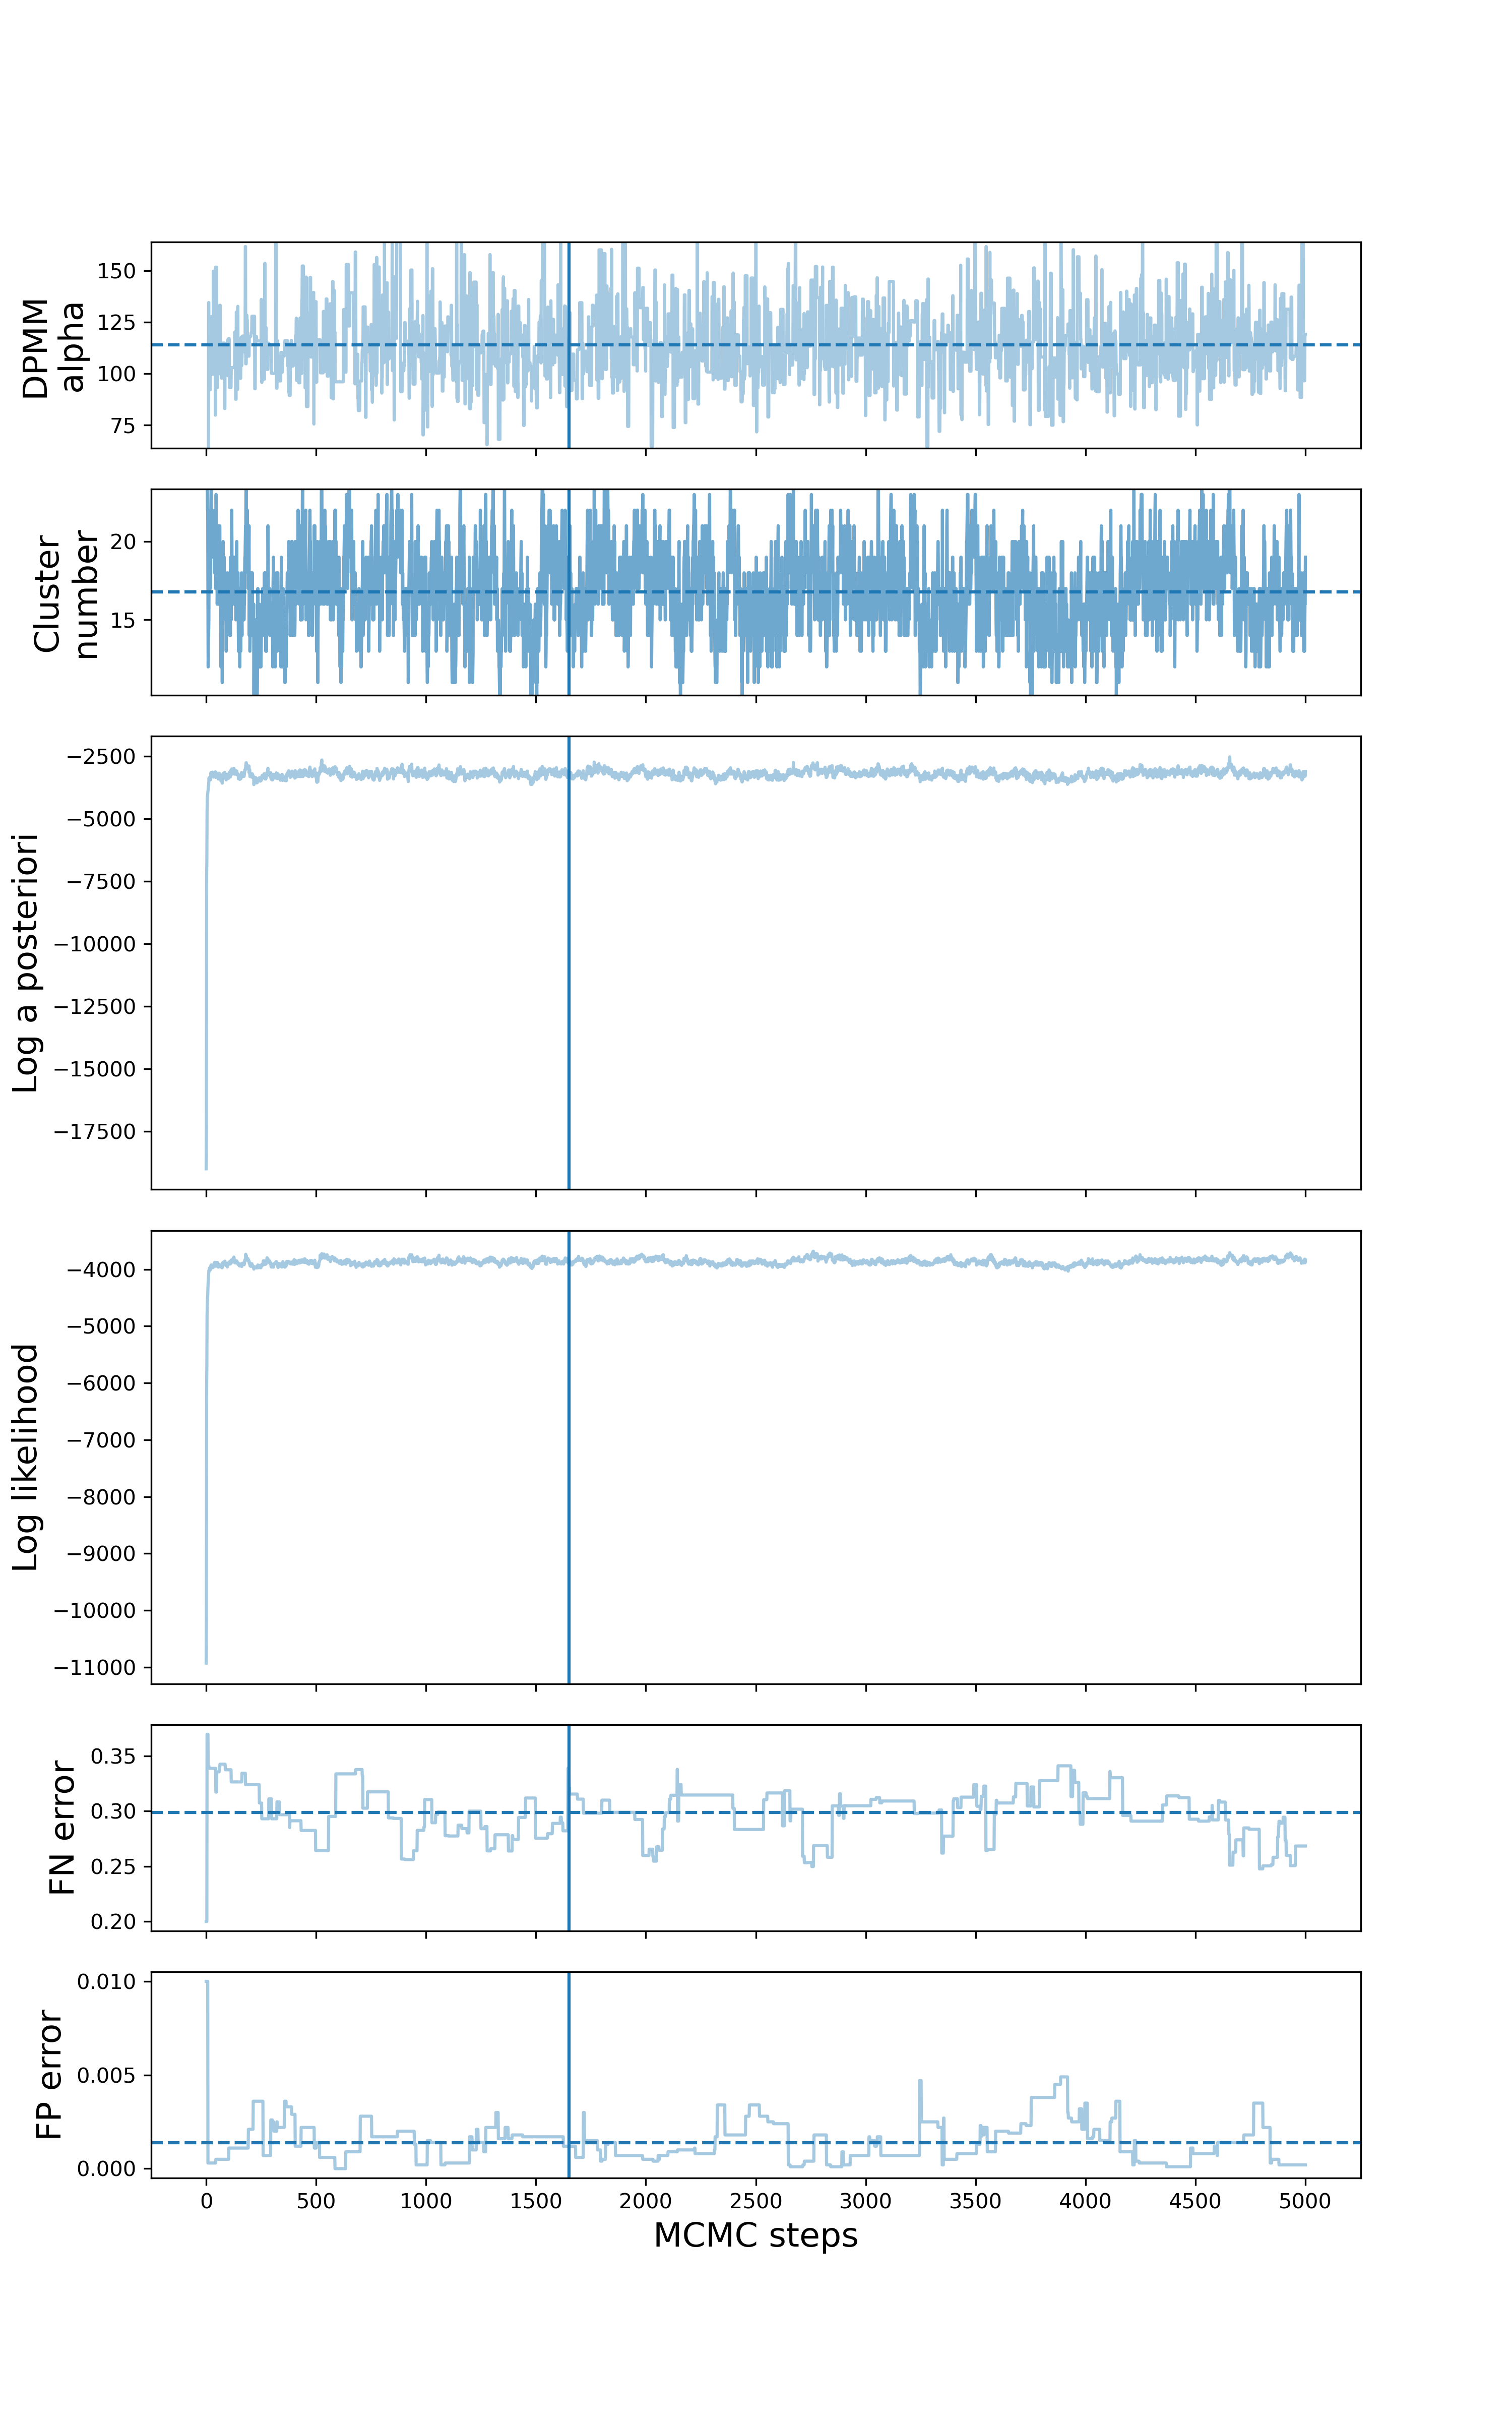 DPMM
alpha
150
125
100
75
Cluster
number
20
15
Log a posteriori
−2500
−5000
−7500
−10000
−12500
−15000
−17500
Log likelihood
−4000
−5000
−6000
−7000
−8000
−9000
−10000
−11000
FN error
0.35
0.30
0.25
0.20
FP error
0.010
0.005
0.000
0 500 1000 1500 2000 2500 3000 3500 4000 4500 5000
MCMC steps